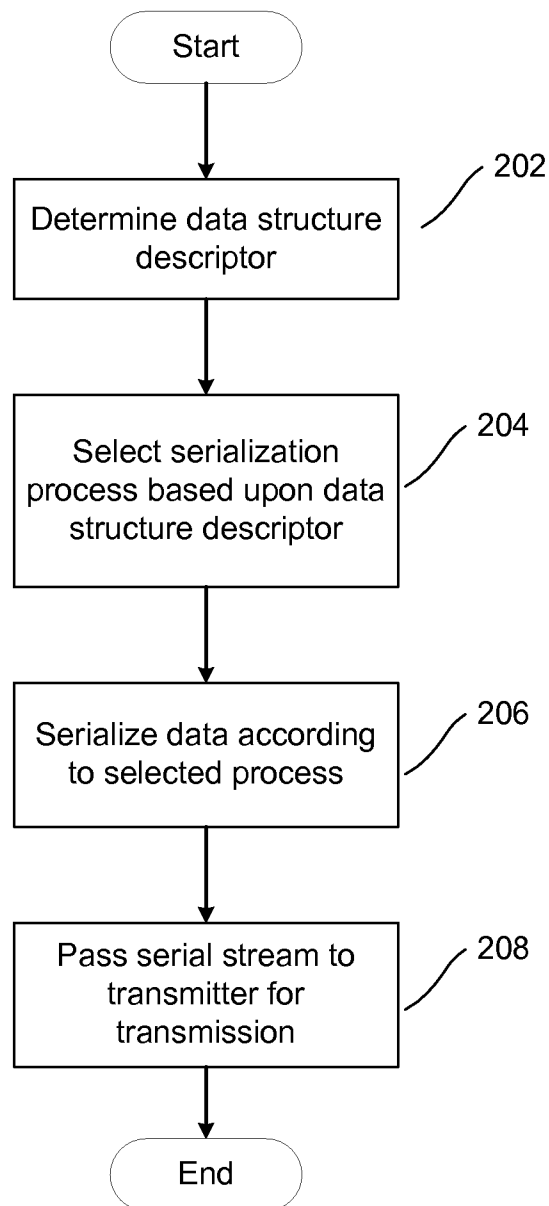 Start
202
Determine data structure
descriptor
204
Select serialization
process based upon data
structure descriptor
206
Serialize data according
to selected process
208
Pass serial stream to
transmitter for
transmission
End